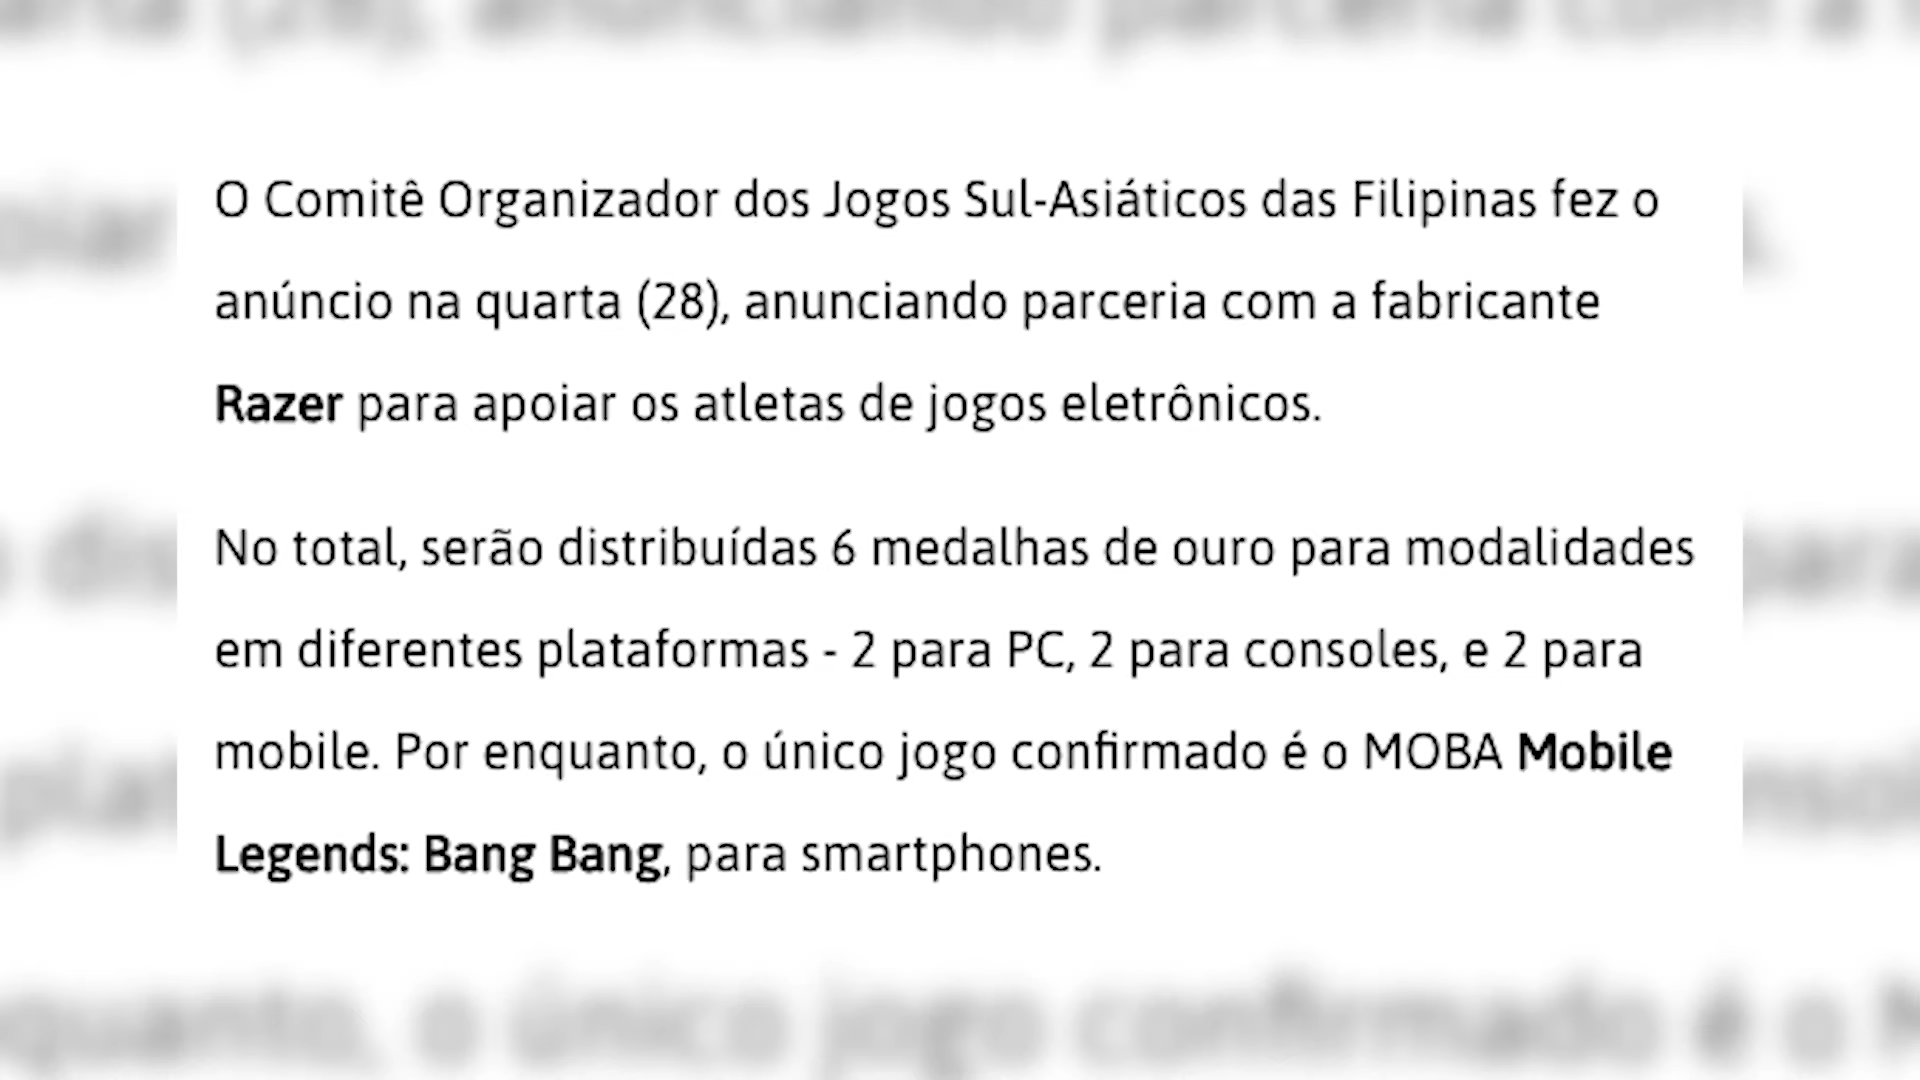 O Comitê Organizador dos Jogos Sul-Asiáticos das Filipinas fez o
anúncio na quarta (28), anunciando parceria com a fabricante
Razer para apoiar os atletas de jogos eletrônicos.
No total, serão distribuídas 6 medalhas de ouro para modalidades
em diferentes plataformas - 2 para PC, 2 para consoles, e 2 para
mobile. Por enquanto, o único jogo confirmado é o MOBA Mobile
Legends: Bang Bang, para smartphones.